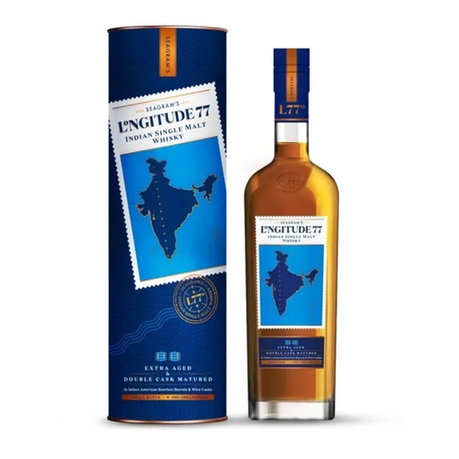 SEAGRAM'S
SEAGRAM'S
LONGITUDE 77
INDIAN SINGLE MALT
WHISKY
L77°
EXTRA AGED
&
DOUBLE CASK MATURED
in Select American Bourbon Barrels & Wine Casks
L77°
SEAGRAM'S
LONGITUDE 77
INDIAN SINGLE MALT
WHISKY
EXTRA AGED
&
DOUBLE CASK MATURED